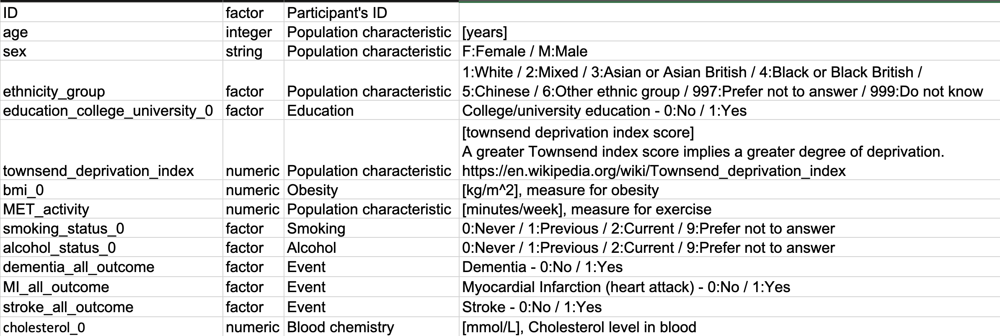 ID factor Participant's ID
age integer Population characteristic [years]
sex string Population characteristic F:Female / M:Male
1:White / 2:Mixed / 3:Asian or Asian British / 4:Black or Black British /
ethnicity_group factor Population characteristic 5:Chinese / 6:Other ethnic group / 997:Prefer not to answer / 999:Do not know
education_college_university_0 factor Education College/university education - 0:No / 1:Yes
[townsend deprivation index score]
A greater Townsend index score implies a greater degree of deprivation.
townsend_deprivation_index numeric Population characteristic https://en.wikipedia.org/wiki/Townsend_deprivation_index
bmi_0 numeric Obesity [kg/m^2], measure for obesity
MET_activity numeric Population characteristic [minutes/week], measure for exercise
smoking_status_0 factor Smoking 0:Never / 1:Previous / 2:Current / 9:Prefer not to answer
alcohol_status_0 factor Alcohol 0:Never / 1:Previous / 2:Current / 9:Prefer not to answer
dementia_all_outcome factor Event Dementia - 0:No / 1:Yes
MI_all_outcome factor Event Myocardial Infarction (heart attack) - 0:No / 1:Yes
stroke_all_outcome factor Event Stroke - 0:No / 1:Yes
cholesterol_0 numeric Blood chemistry [mmol/L], Cholesterol level in blood